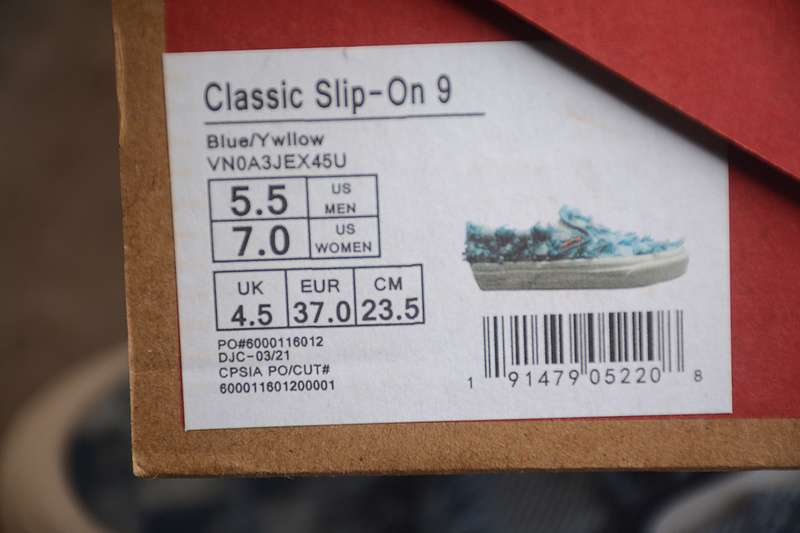 Classic Slip-On 9
Blue/Ywllow
VN0A3JEX45U
5.5 US MEN
7.0 US WOMEN
UK EUR CM
4.5 37.0 23.5
PO#6000116012
DJC-03/21
CPSIA PO/CUT#
600011601200001
1 91479 05220 8